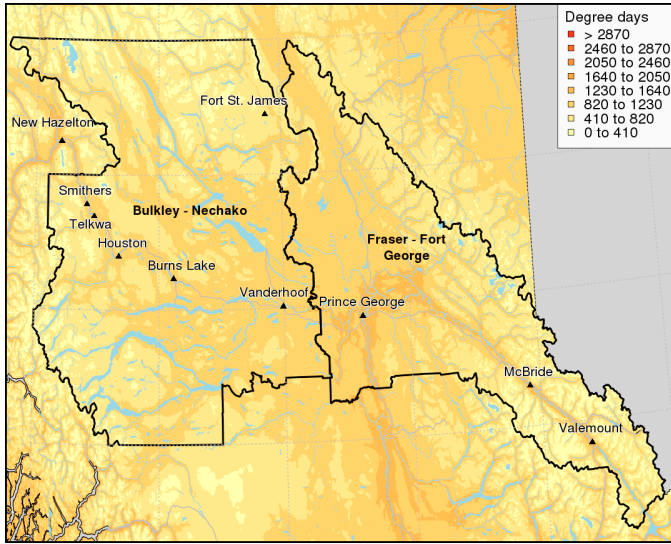 Degree days
> 2870
2460 to 2870
2050 to 2460
1640 to 2050
1230 to 1640
820 to 1230
410 to 820
0 to 410
Fort St. James
New Hazelton
Smithers
Bulkley - Nechako
Telkwa
Houston
Fraser - Fort
George
Burns Lake
Vanderhoof
Prince George
McBride
Valemount